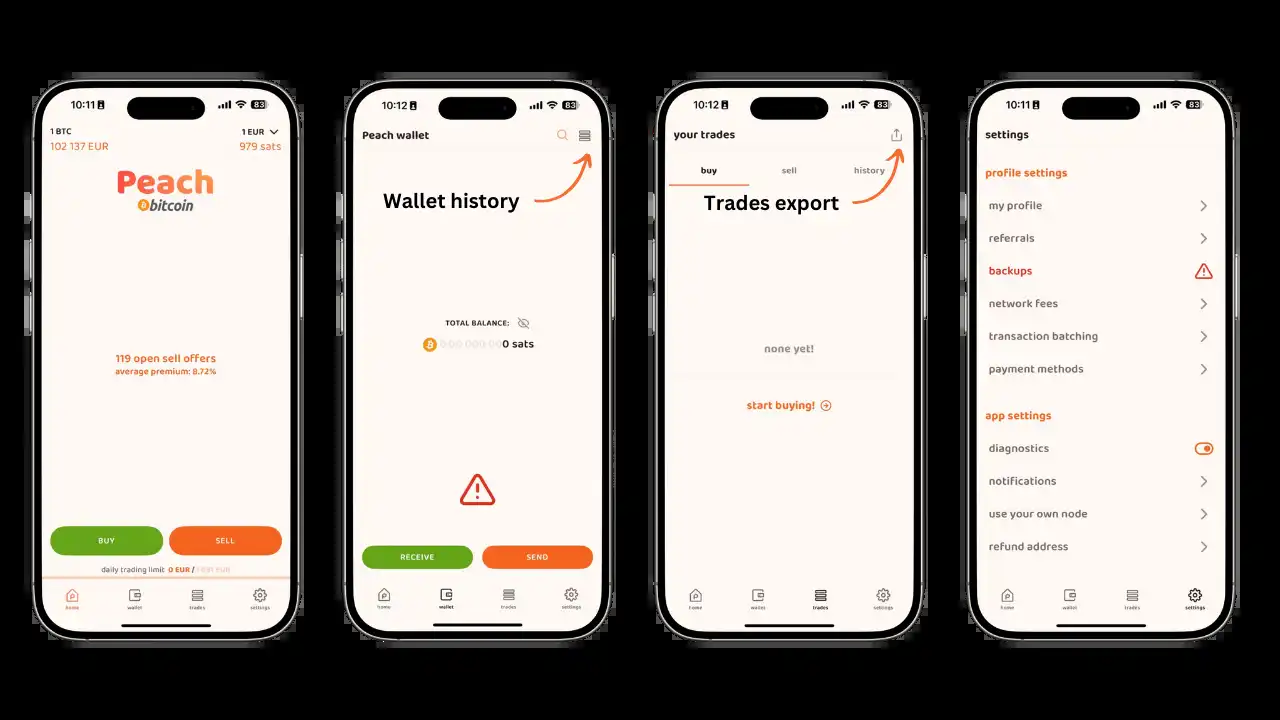 10:11
83
1 BTC
1 EUR
102 137 EUR
979 sats
Peach
bitcoin
119 open sell offers
average premium: 8.72%
BUY
SELL
daily trading limit 0 EUR /
home
wallet
trades
settings
10:12
83
Peach wallet
Wallet history
TOTAL BALANCE:
0.00 000 000 sats
RECEIVE
SEND
home
wallet
trades
settings
10:12
83
your trades
buy
sell
history
Trades export
none yet!
start buying!
home
wallet
trades
settings
10:11
83
settings
profile settings
my profile
referrals
backups
network fees
transaction batching
payment methods
app settings
diagnostics
notifications
use your own node
refund address
home
wallet
trades
settings